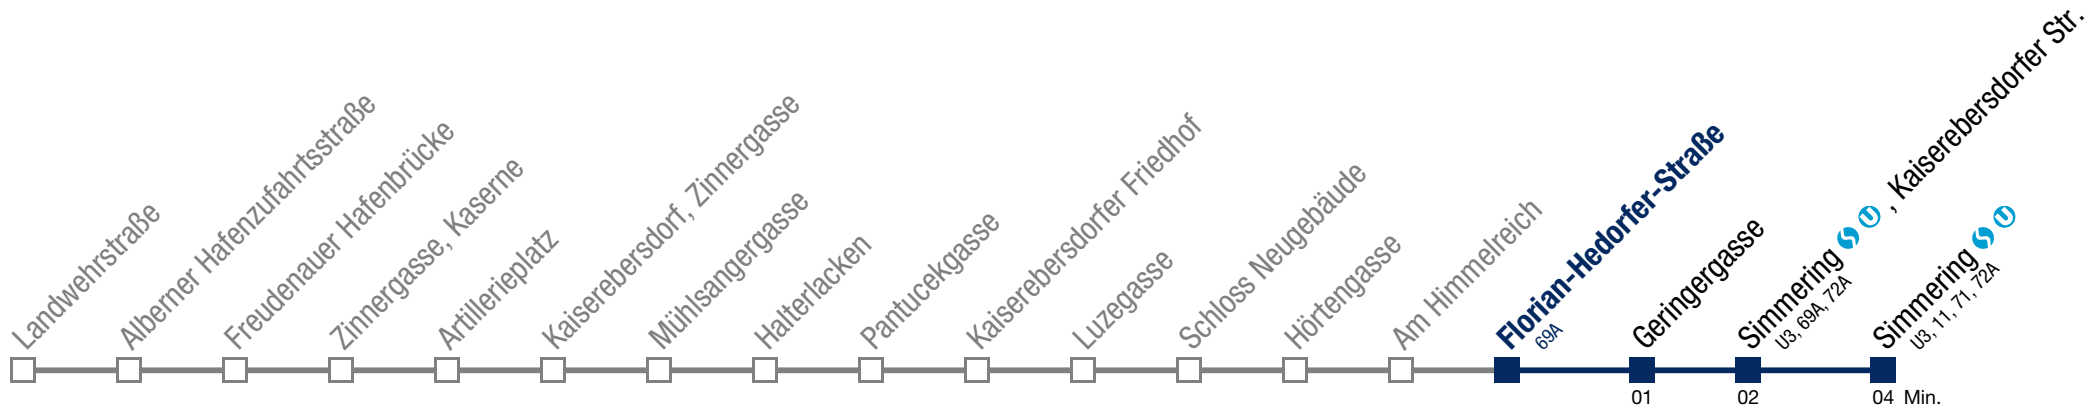 Landwehrstraße
Alberner Hafenzufahrtsstraße
Freudenauer Hafenbrücke
Zinnergasse, Kaserne
Artillerieplatz
Kaiserebersdorf, Zinnergasse
Mühlsangergasse
Halterlacken
Pantucekgasse
Kaiserebersdorfer Friedhof
Luzegasse
Schloss Neugebäude
Hörtengasse
Am Himmelreich
Florian-Hedorfer-Straße
69A
Geringergasse
Simmering S U , Kaiserebersdorfer Str.
U3, 69A, 72A
Simmering S U
U3, 11, 71, 72A
01 02 04 Min.